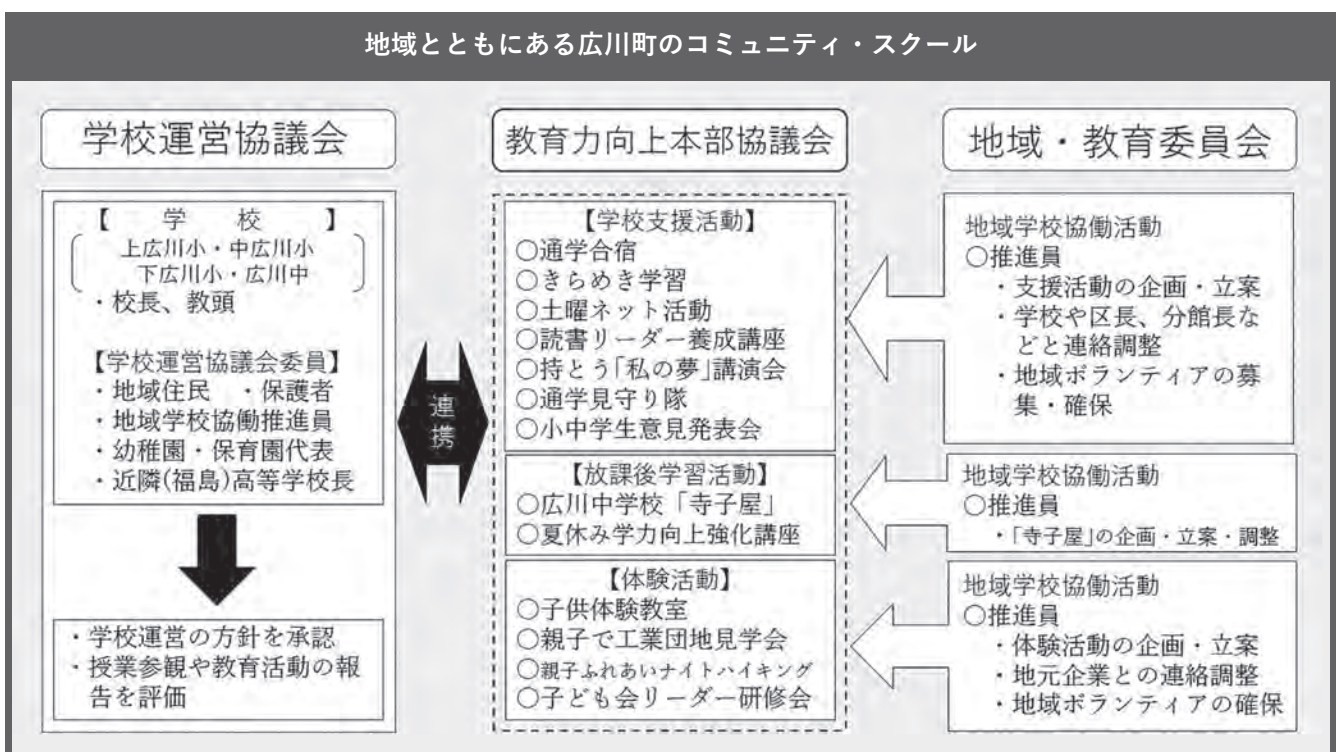 地域とともにある広川町のコミュニティ・スクール
学校運営協議会
【　学　校　】
上広川小・中広川小
下広川小・広川中
・校長、教頭
【学校運営協議会委員】
・地域住民　・保護者
・地域学校協働推進員
・幼稚園・保育園代表
・近隣(福島)高等学校長
・学校運営の方針を承認
・授業参観や教育活動の報
告を評価
連
携
教育力向上本部協議会
【学校支援活動】
○通学合宿
○きらめき学習
○土曜ネット活動
○読書リーダー養成講座
○持とう「私の夢」講演会
○通学見守り隊
○小中学生意見発表会
【放課後学習活動】
○広川中学校「寺子屋」
○夏休み学力向上強化講座
【体験活動】
○子供体験教室
○親子で工業団地見学会
○親子ふれあいナイトハイキング
○子ども会リーダー研修会
地域・教育委員会
地域学校協働活動
○推進員
・支援活動の企画・立案
・学校や区長、分館長な
どと連絡調整
・地域ボランティアの募
集・確保
地域学校協働活動
○推進員
・「寺子屋」の企画・立案・調整
地域学校協働活動
○推進員
・体験活動の企画・立案
・地元企業との連絡調整
・地域ボランティアの確保